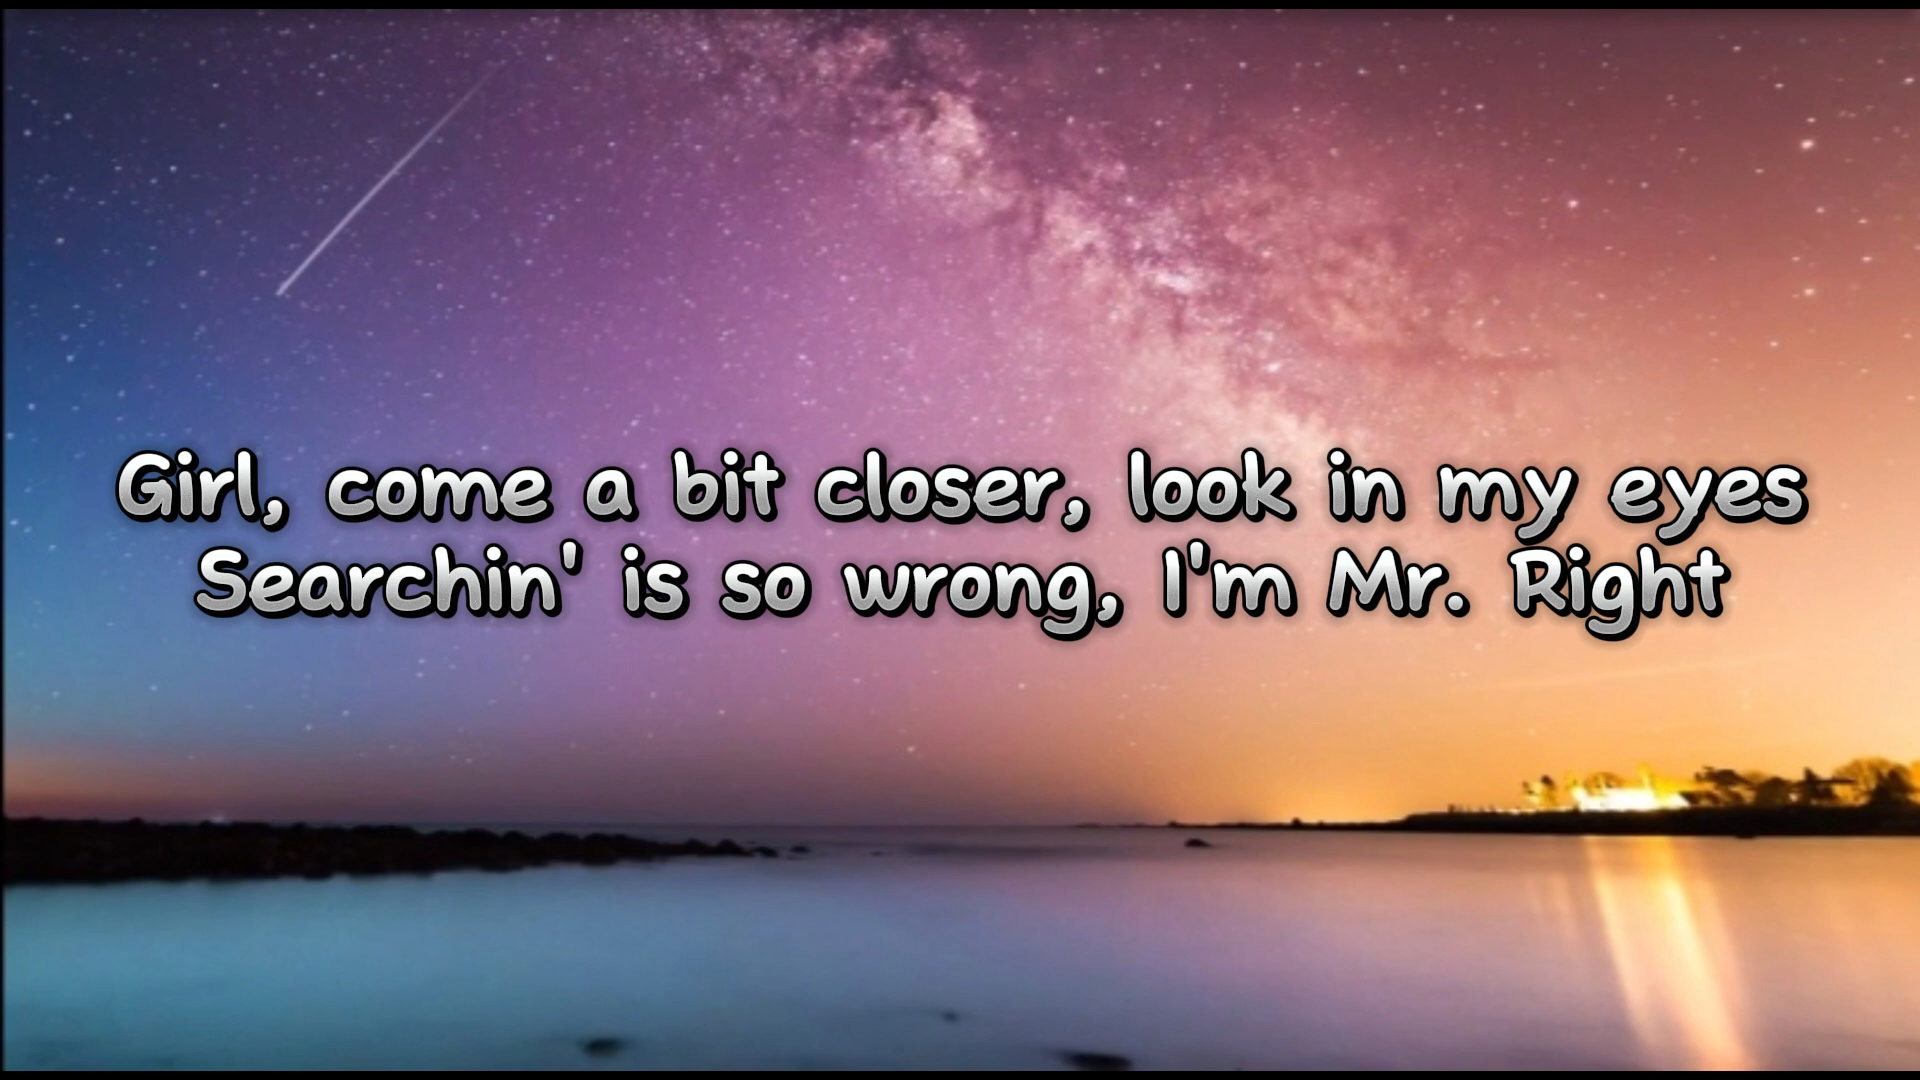 Girl, come a bit closer, look in my eyes
Searchin' is so wrong, I'm Mr. Right